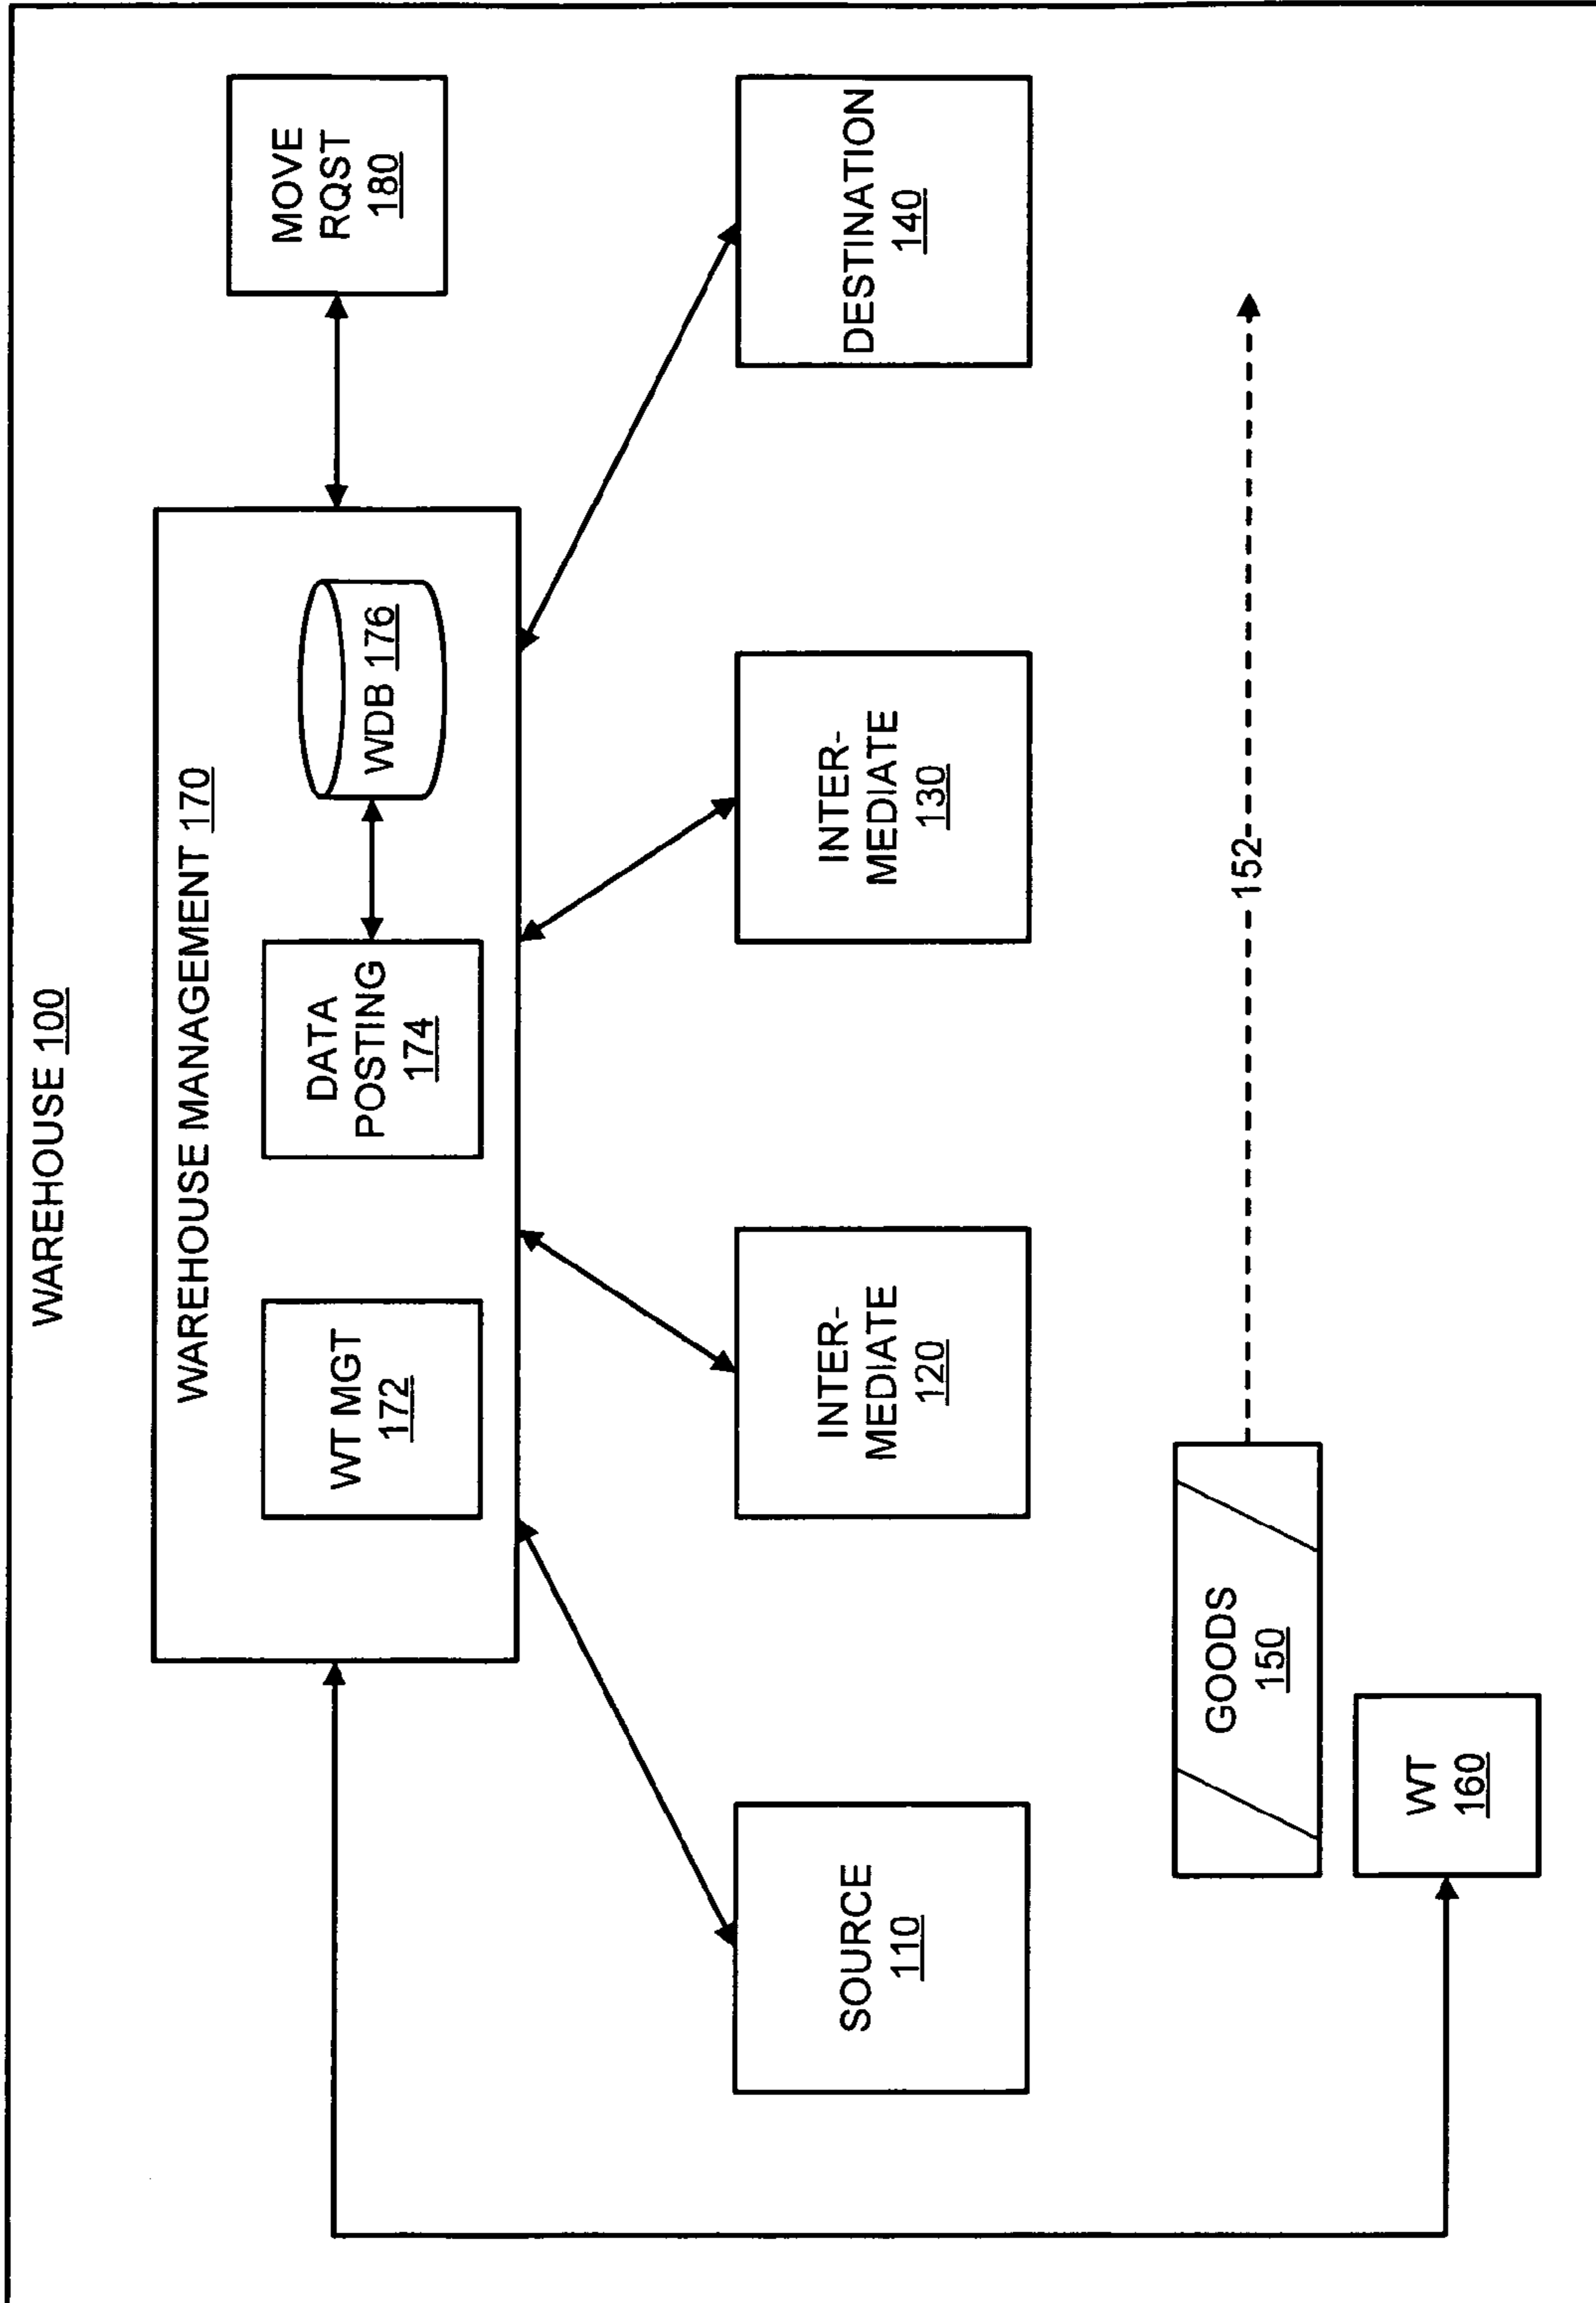 WAREHOUSE 100
WAREHOUSE MANAGEMENT 170
WT MGT
172
DATA
POSTING
174
WDB 176
MOVE
RQST
180
SOURCE
110
INTER-
MEDIATE
120
INTER-
MEDIATE
130
DESTINATION
140
GOODS
150
152
WT
160